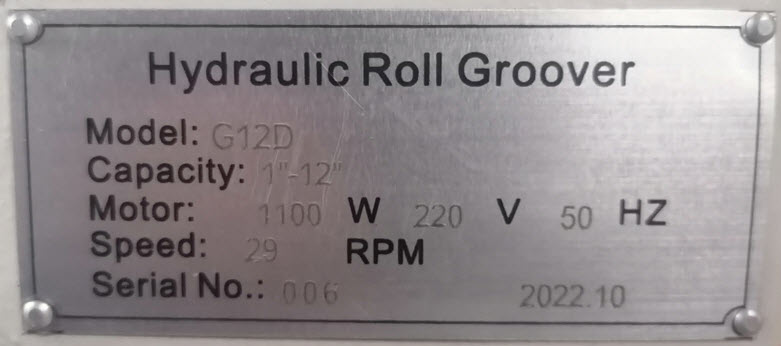 Hydraulic Roll Groover
Model: G12D
Capacity: 1"-12"
Motor: 1100 W 220 V 50 HZ
Speed: 29 RPM
Serial No.: 006 2022.10